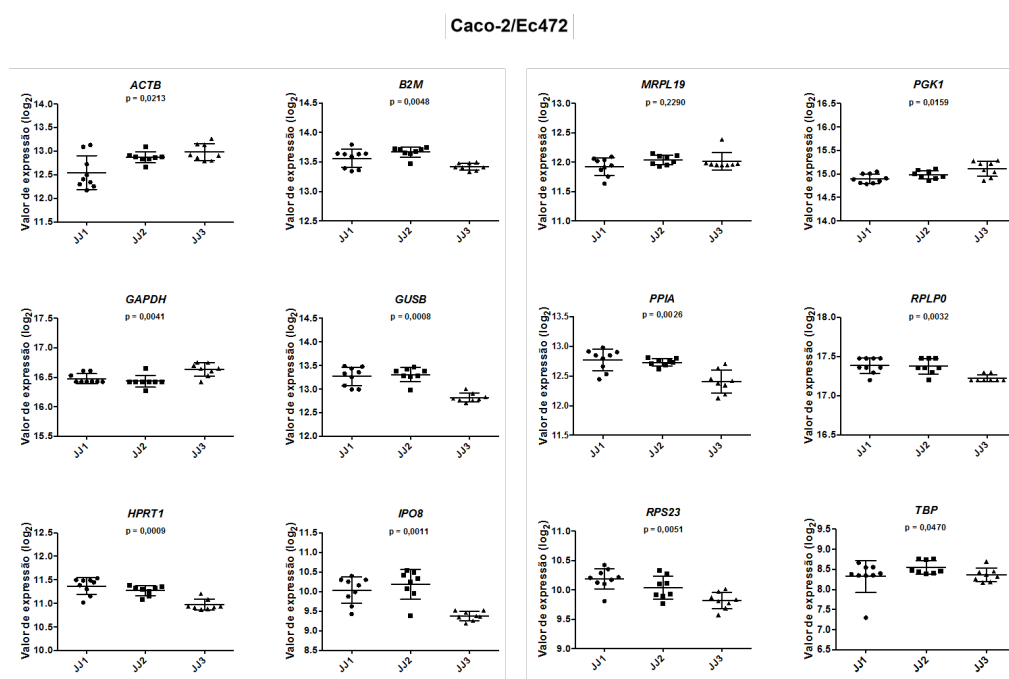 Caco-2/Ec472
ACTB
p = 0,0213
Valor de expressão (log2)
14.0
13.5
13.0
12.5
12.0
11.5
JJ1
JJ2
JJ3
B2M
p = 0,0048
Valor de expressão (log2)
14.5
14.0
13.5
13.0
12.5
JJ1
JJ2
JJ3
MRPL19
p = 0,2290
Valor de expressão (log2)
13.0
12.5
12.0
11.5
11.0
JJ1
JJ2
JJ3
PGK1
p = 0,0159
Valor de expressão (log2)
16.5
16.0
15.5
15.0
14.5
14.0
JJ1
JJ2
JJ3
GAPDH
p = 0,0041
Valor de expressão (log2)
17.5
17.0
16.5
16.0
15.5
JJ1
JJ2
JJ3
GUSB
p = 0,0008
Valor de expressão (log2)
14.5
14.0
13.5
13.0
12.5
12.0
JJ1
JJ2
JJ3
PPIA
p = 0,0026
Valor de expressão (log2)
13.5
13.0
12.5
12.0
11.5
JJ1
JJ2
JJ3
RPLP0
p = 0,0032
Valor de expressão (log2)
18.0
17.5
17.0
16.5
JJ1
JJ2
JJ3
HPRT1
p = 0,0009
Valor de expressão (log2)
12.5
12.0
11.5
11.0
10.5
10.0
JJ1
JJ2
JJ3
IPO8
p = 0,0011
Valor de expressão (log2)
11.5
11.0
10.5
10.0
9.5
9.0
8.5
JJ1
JJ2
JJ3
RPS23
p = 0,0051
Valor de expressão (log2)
11.0
10.5
10.0
9.5
9.0
JJ1
JJ2
JJ3
TBP
p = 0,0470
Valor de expressão (log2)
9.5
9.0
8.5
8.0
7.5
7.0
6.5
JJ1
JJ2
JJ3